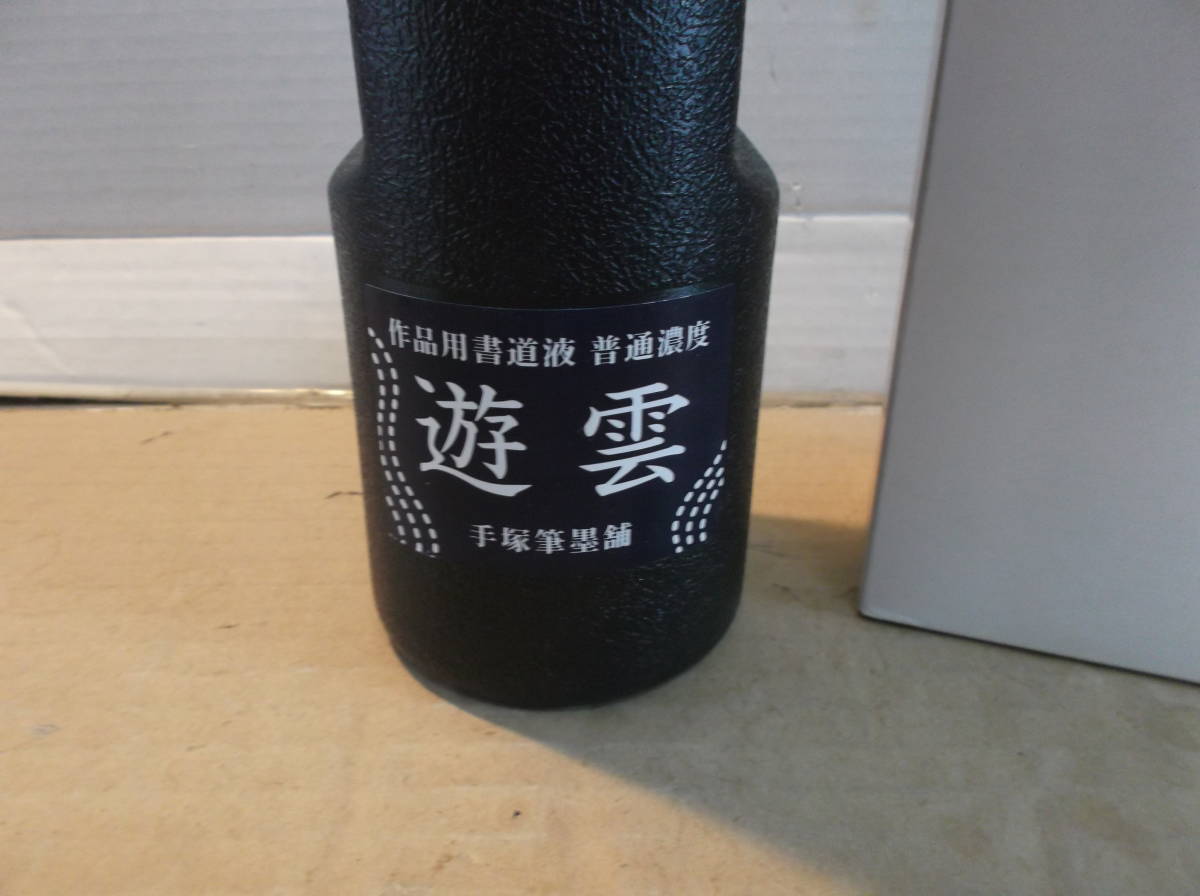 作品用書道液 普通濃度
遊雲
手塚筆墨舗